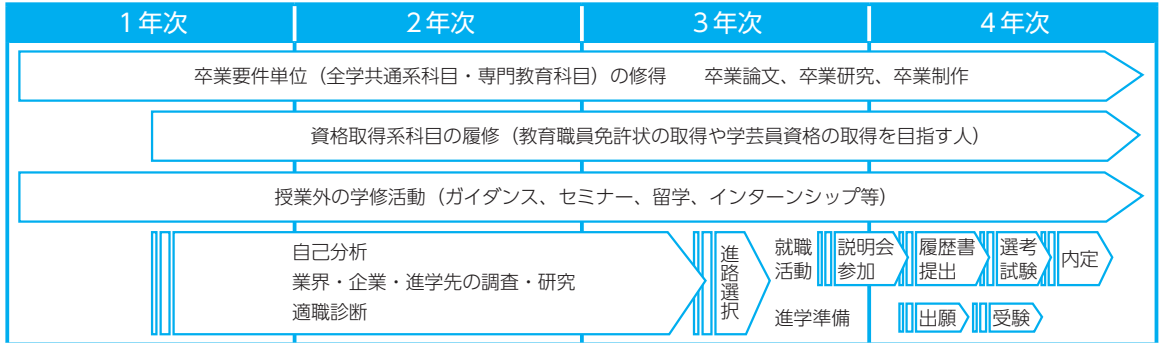 1年次 2年次 3年次 4年次
卒業要件単位（全学共通系科目・専門教育科目）の修得　卒業論文、卒業研究、卒業制作
資格取得系科目の履修（教育職員免許状の取得や学芸員資格の取得を目指す人）
授業外の学修活動（ガイダンス、セミナー、留学、インターンシップ等）
自己分析
業界・企業・進学先の調査・研究
適職診断
進路選択
就職
活動
説明会
参加
履歴書
提出
選考
試験
内定
進学準備
出願
受験